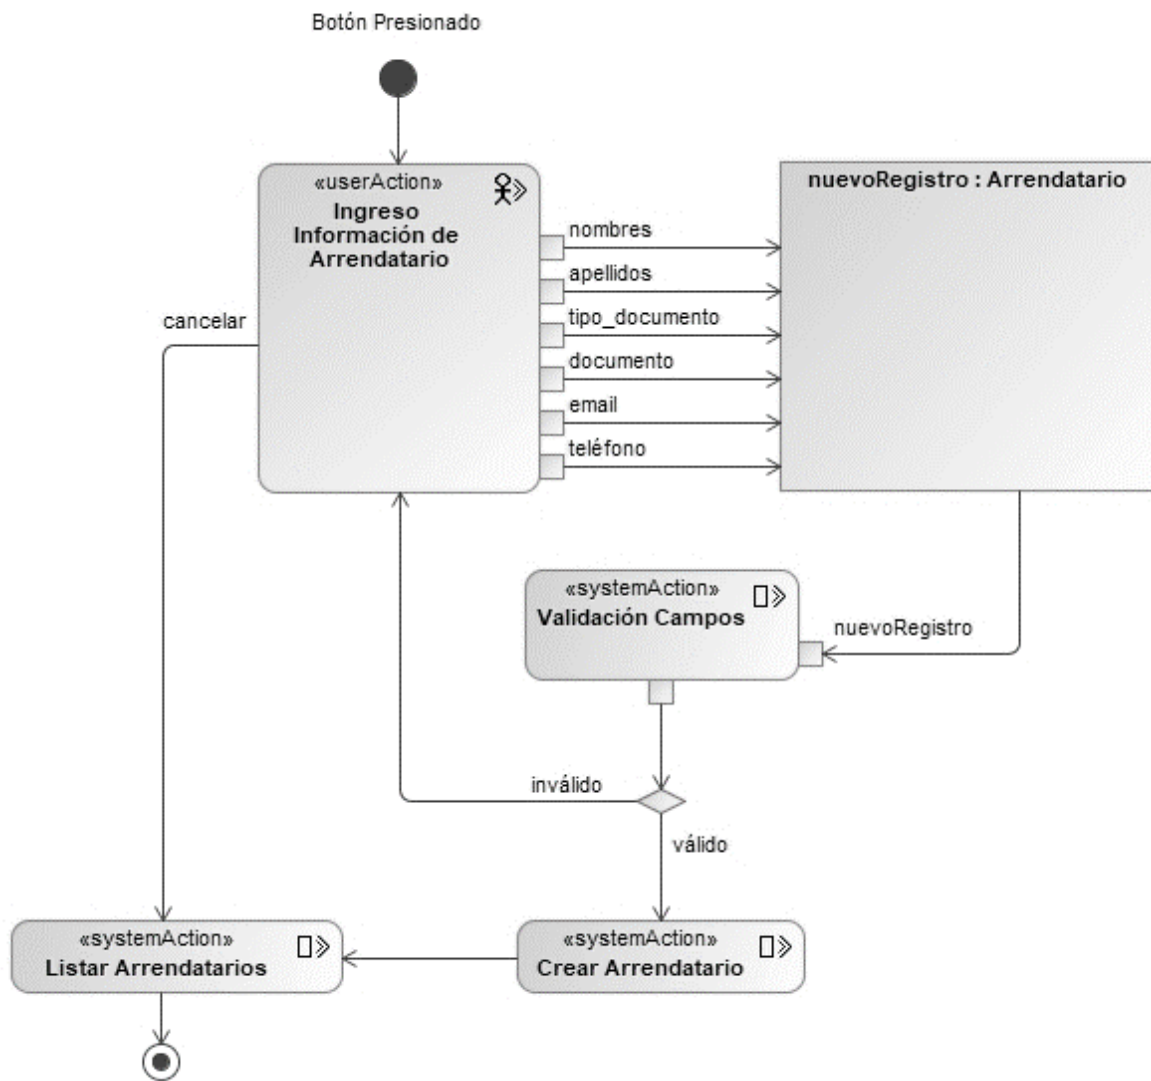 Botón Presionado
«userAction»
Ingreso
Información de
Arrendatario
nuevoRegistro : Arrendatario
nombres
apellidos
tipo_documento
documento
email
teléfono
cancelar
«systemAction»
Validación Campos
nuevoRegistro
inválido
válido
«systemAction»
Listar Arrendatarios
«systemAction»
Crear Arrendatario